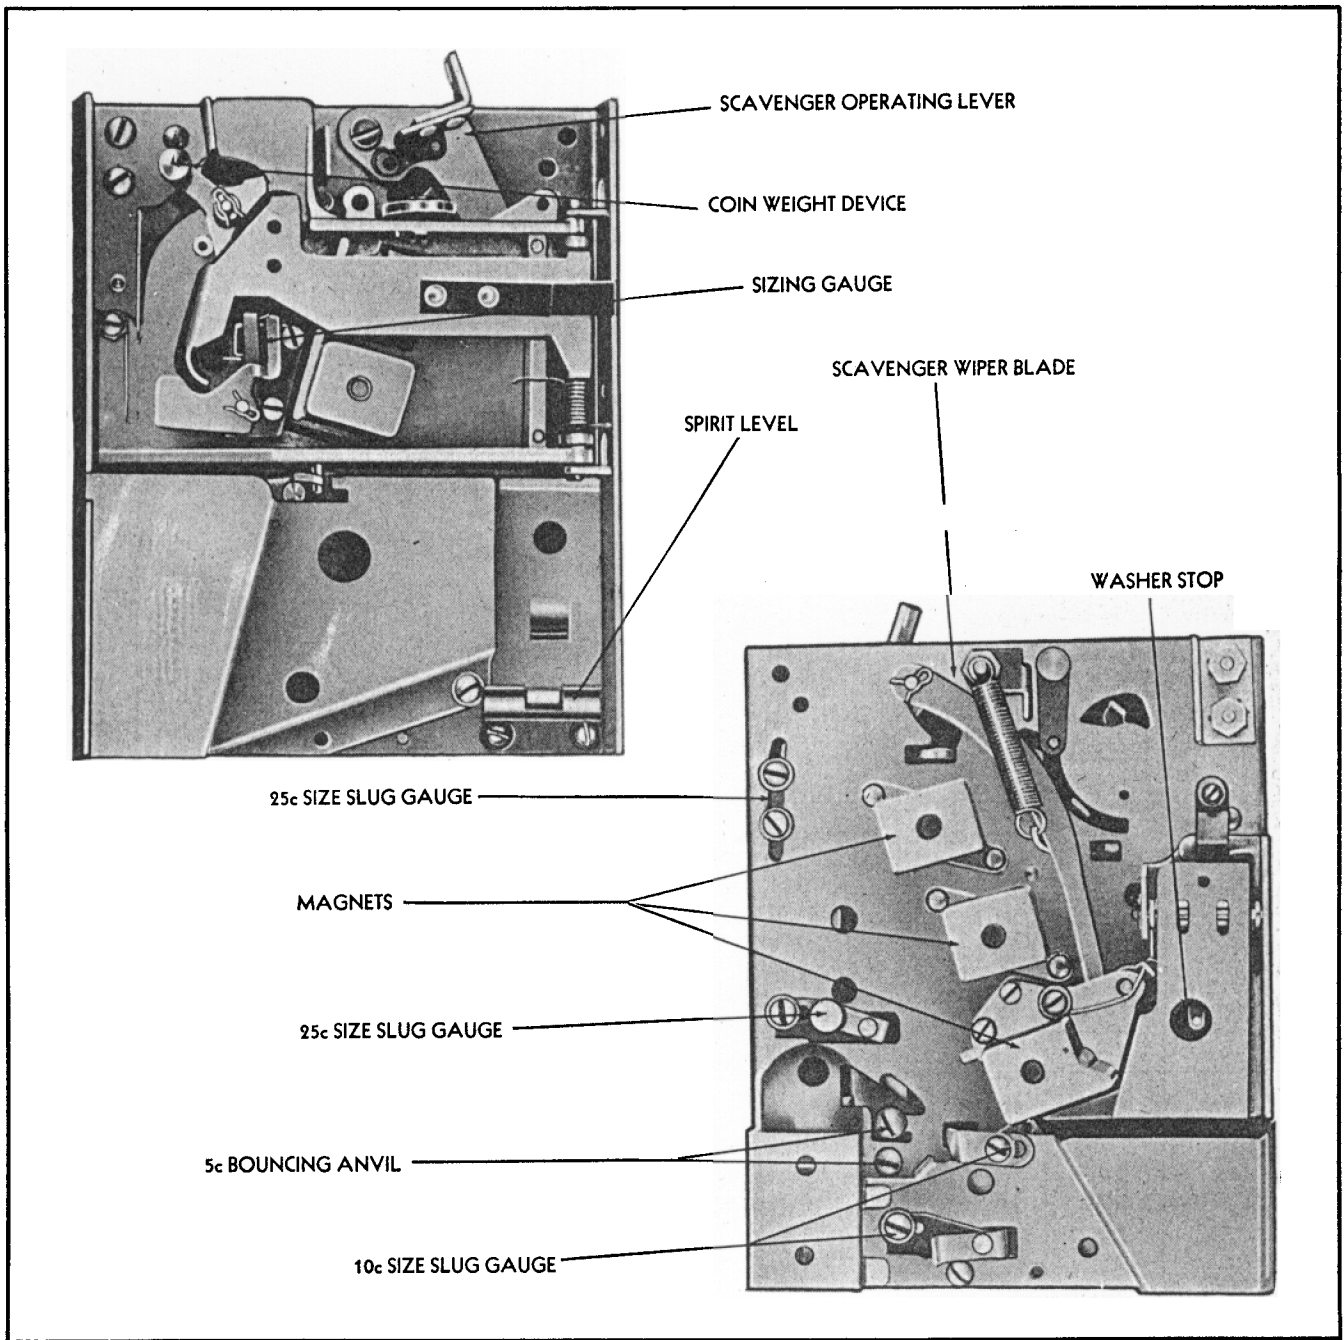 SCAVENGER OPERATING LEVER
COIN WEIGHT DEVICE
SIZING GAUGE
SCAVENGER WIPER BLADE
SPIRIT LEVEL
WASHER STOP
25c SIZE SLUG GAUGE
MAGNETS
25c SIZE SLUG GAUGE
5c BOUNCING ANVIL
10c SIZE SLUG GAUGE